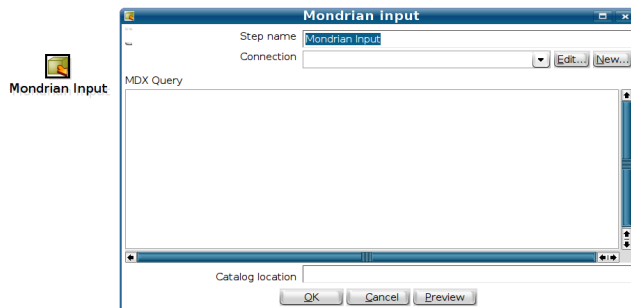 Mondrian input
Step name Mondrian Input
Connection Edit... New...
Mondrian Input
MDX Query
Catalog location
OK Cancel Preview